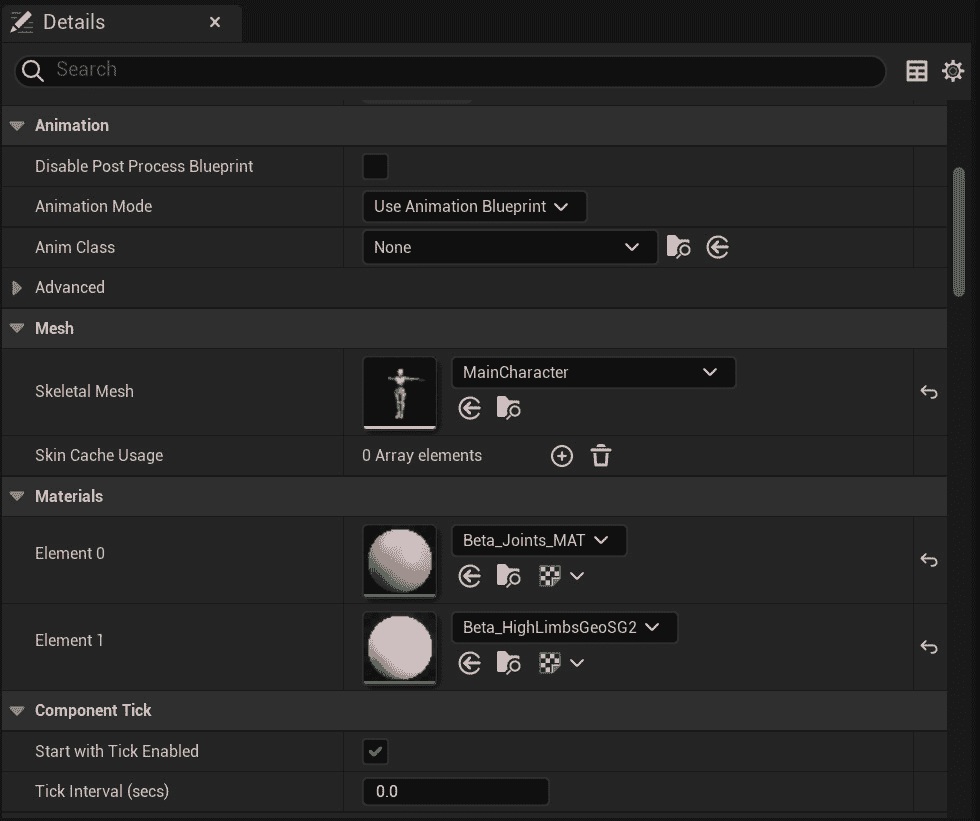 Details
Search
Animation
Disable Post Process Blueprint
Animation Mode Use Animation Blueprint
Anim Class None
Advanced
Mesh
Skeletal Mesh MainCharacter
Skin Cache Usage 0 Array elements
Materials
Element 0 Beta_Joints_MAT
Element 1 Beta_HighLimbsGeoSG2
Component Tick
Start with Tick Enabled
Tick Interval (secs) 0.0